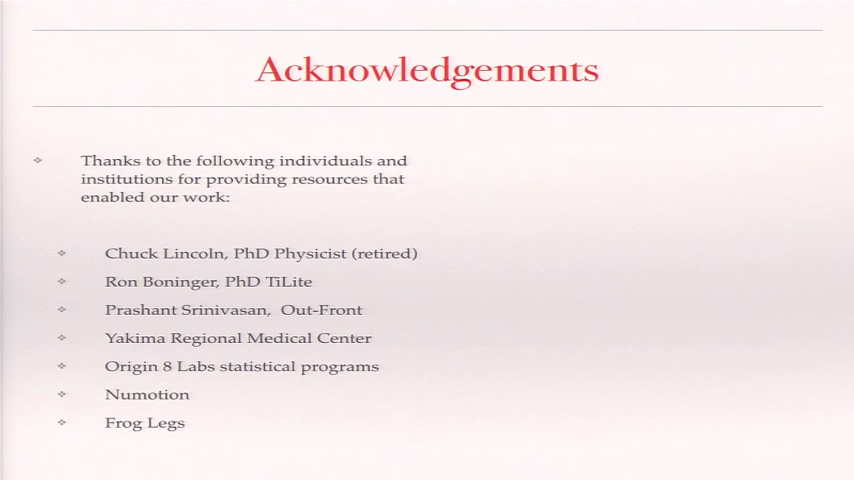 Acknowledgements
Thanks to the following individuals and
institutions for providing resources that
enabled our work:
Chuck Lincoln, PhD Physicist (retired)
Ron Boninger, PhD TiLite
Prashant Srinivasan, Out-Front
Yakima Regional Medical Center
Origin 8 Labs statistical programs
Numotion
Frog Legs